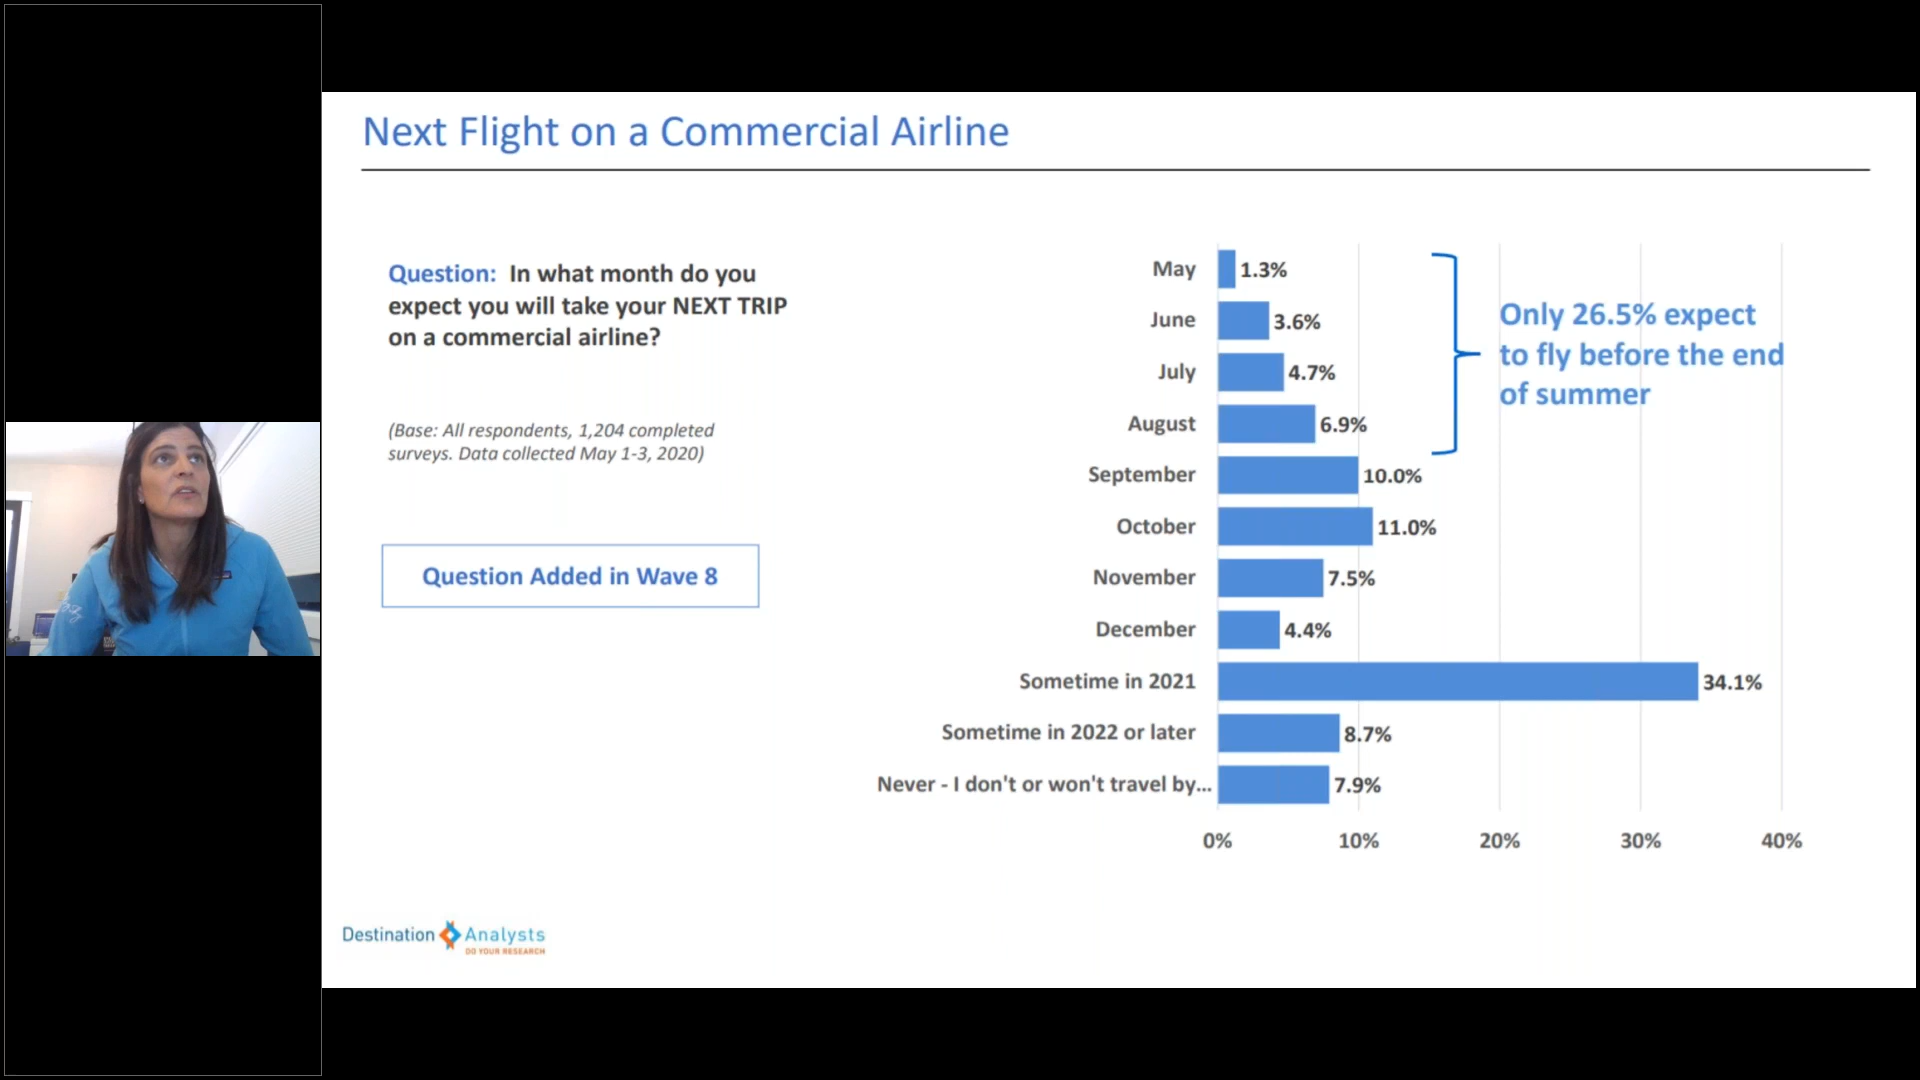 Next Flight on a Commercial Airline
Question: In what month do you
expect you will take your NEXT TRIP
on a commercial airline?
(Base: All respondents, 1,204 completed
surveys. Data collected May 1-3, 2020)
Question Added in Wave 8
May 1.3%
June 3.6%
July 4.7%
August 6.9%
September 10.0%
October 11.0%
November 7.5%
December 4.4%
Sometime in 2021 34.1%
Sometime in 2022 or later 8.7%
Never - I don't or won't travel by... 7.9%
0% 10% 20% 30% 40%
Only 26.5% expect
to fly before the end
of summer
Destination Analysts
DO YOUR RESEARCH